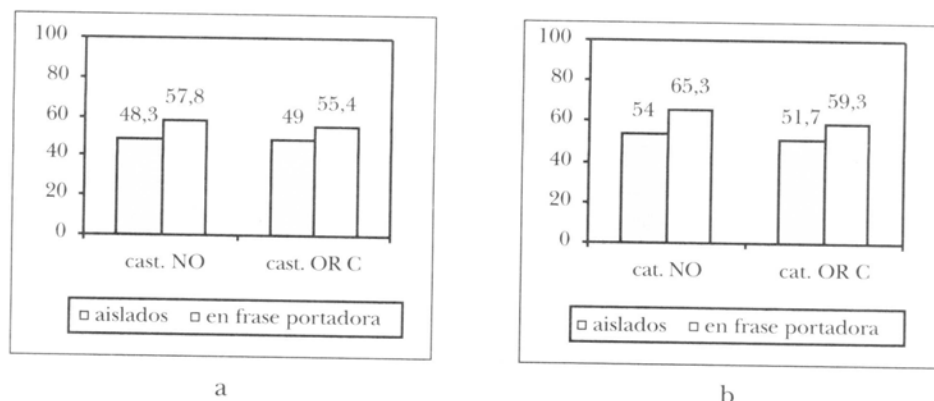 100
80
60
40
20
0
48,3
57,8
49
55,4
cast. NO
cast. OR C
aislados
en frase portadora
a
100
80
60
40
20
0
54
65,3
51,7
59,3
cat. NO
cat. OR C
aislados
en frase portadora
b